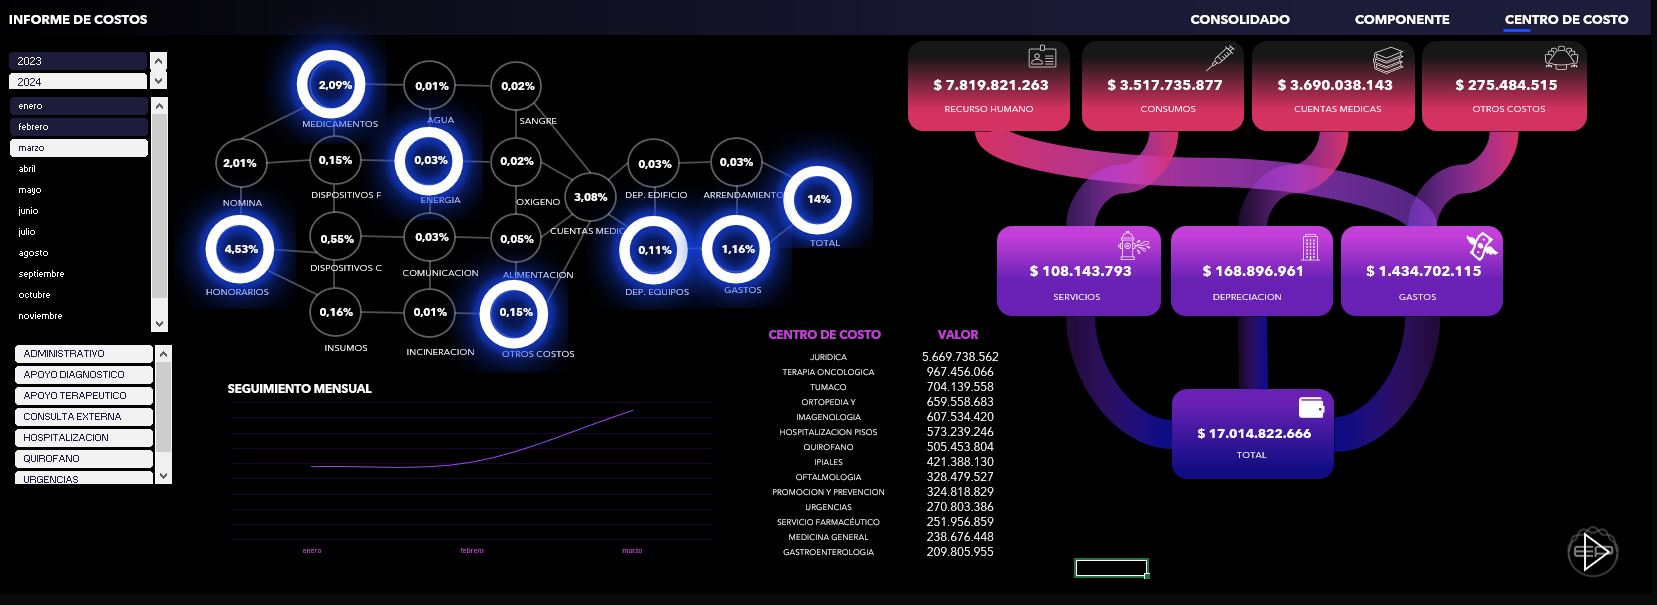 INFORME DE COSTOS
CONSOLIDADO
COMPONENTE
CENTRO DE COSTO
2023
2024
enero
febrero
marzo
abril
mayo
junio
julio
agosto
septiembre
octubre
noviembre
ADMINISTRATIVO
APOYO DIAGNOSTICO
APOYO TERAPEUTICO
CONSULTA EXTERNA
HOSPITALIZACION
QUIROFANO
URGENCIAS
2,09%
MEDICAMENTOS
0,01%
AGUA
0,02%
SANGRE
2,01%
NOMINA
0,15%
DISPOSITIVOS F
0,03%
ENERGIA
0,02%
OXIGENO
3,08%
CUENTAS MEDIC
0,03%
DEP. EDIFICIO
0,03%
ARRENDAMIENTO
14%
TOTAL
4,53%
HONORARIOS
0,55%
DISPOSITIVOS C
0,03%
COMUNICACION
0,05%
ALIMENTACION
0,11%
DEP. EQUIPOS
1,16%
GASTOS
0,16%
INSUMOS
0,01%
INCINERACION
0,15%
OTROS COSTOS
SEGUIMIENTO MENSUAL
enero
febrero
marzo
CENTRO DE COSTO VALOR
JURIDICA 5.669.738.562
TERAPIA ONCOLOGICA 967.456.066
TUMACO 704.139.558
ORTOPEDIA Y 659.558.683
IMAGENOLOGIA 607.534.420
HOSPITALIZACION PISOS 573.239.246
QUIROFANO 505.453.804
IPIALES 421.388.130
OFTALMOLOGIA 328.479.527
PROMOCION Y PREVENCION 324.818.829
URGENCIAS 270.803.386
SERVICIO FARMACÉUTICO 251.956.859
MEDICINA GENERAL 238.676.448
GASTROENTEROLOGIA 209.805.955
$ 7.819.821.263
RECURSO HUMANO
$ 3.517.735.877
CONSUMOS
$ 3.690.038.143
CUENTAS MEDICAS
$ 275.484.515
OTROS COSTOS
$ 108.143.793
SERVICIOS
$ 168.896.961
DEPRECIACION
$ 1.434.702.115
GASTOS
$ 17.014.822.666
TOTAL